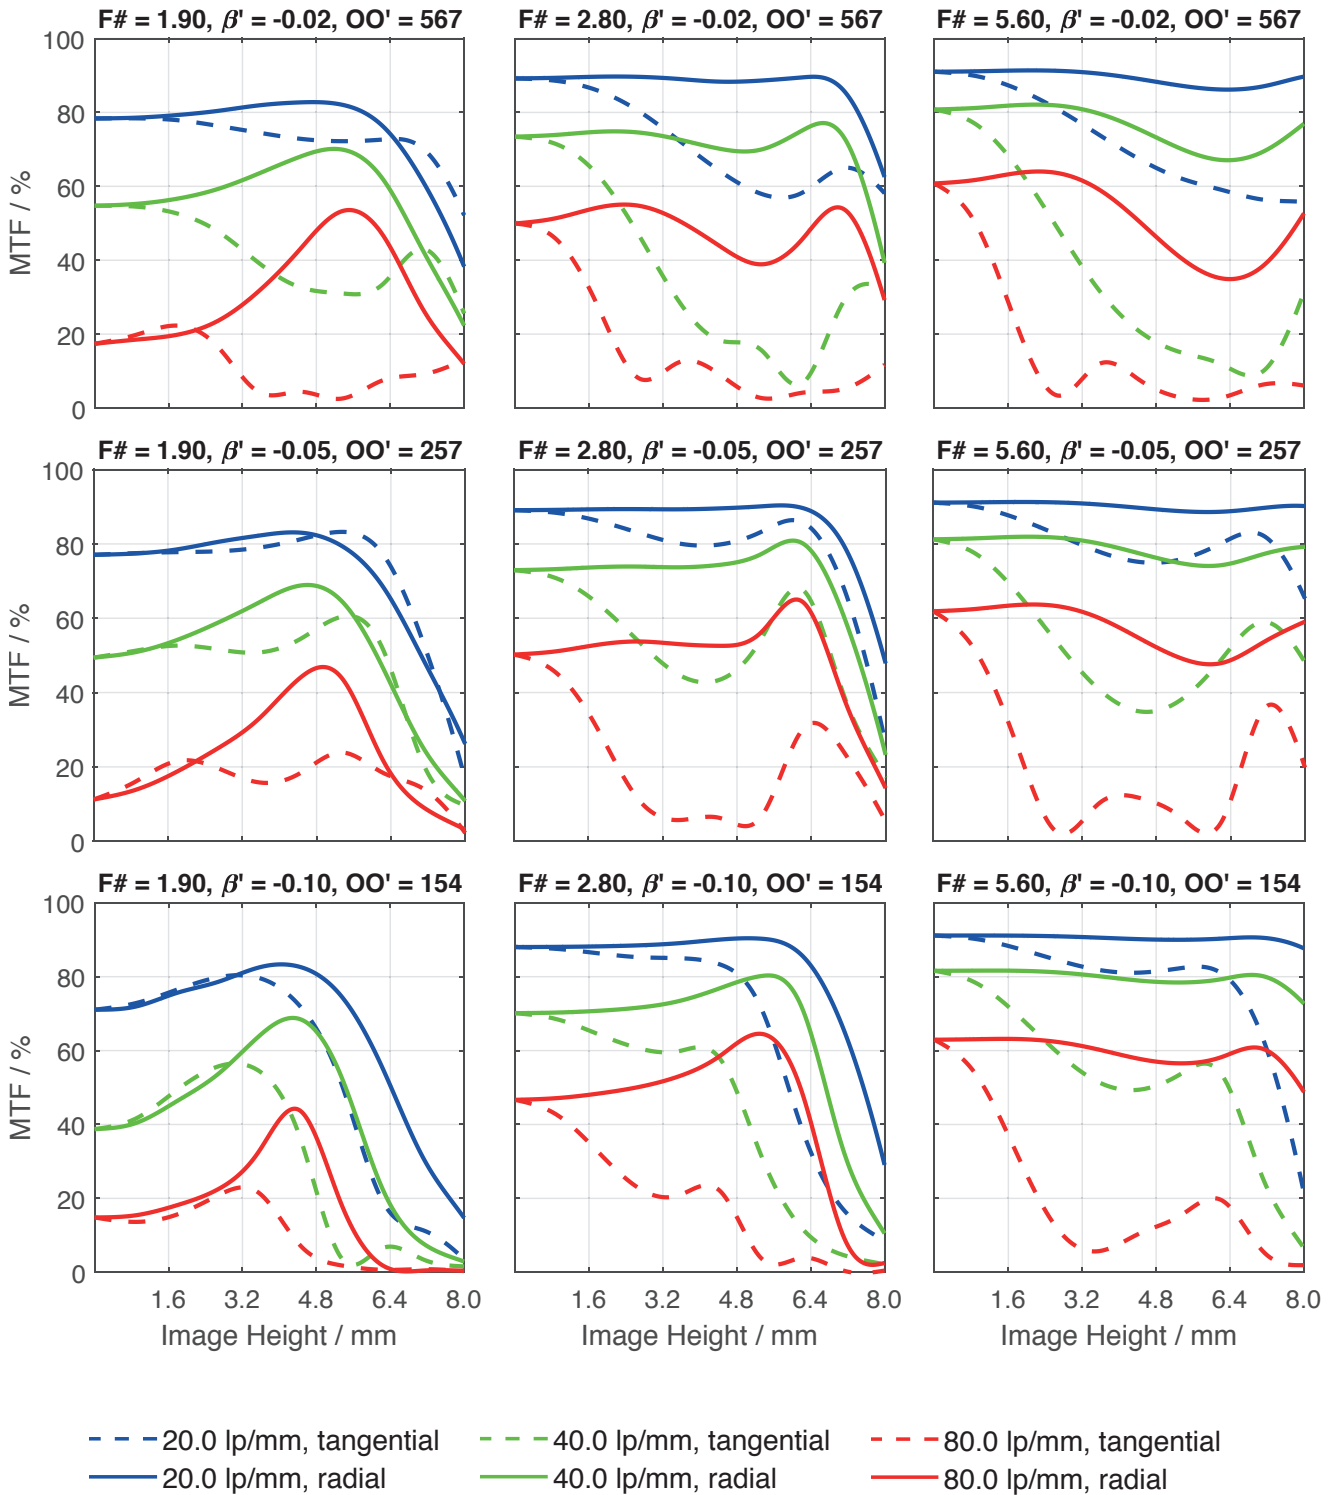 F# = 1.90, β' = -0.02, OO' = 567
F# = 2.80, β' = -0.02, OO' = 567
F# = 5.60, β' = -0.02, OO' = 567
100
80
60
40
20
0
MTF / %
F# = 1.90, β' = -0.05, OO' = 257
F# = 2.80, β' = -0.05, OO' = 257
F# = 5.60, β' = -0.05, OO' = 257
100
80
60
40
20
0
MTF / %
F# = 1.90, β' = -0.10, OO' = 154
F# = 2.80, β' = -0.10, OO' = 154
F# = 5.60, β' = -0.10, OO' = 154
100
80
60
40
20
0
MTF / %
1.6 3.2 4.8 6.4 8.0
1.6 3.2 4.8 6.4 8.0
1.6 3.2 4.8 6.4 8.0
Image Height / mm
Image Height / mm
Image Height / mm
20.0 lp/mm, tangential
40.0 lp/mm, tangential
80.0 lp/mm, tangential
20.0 lp/mm, radial
40.0 lp/mm, radial
80.0 lp/mm, radial